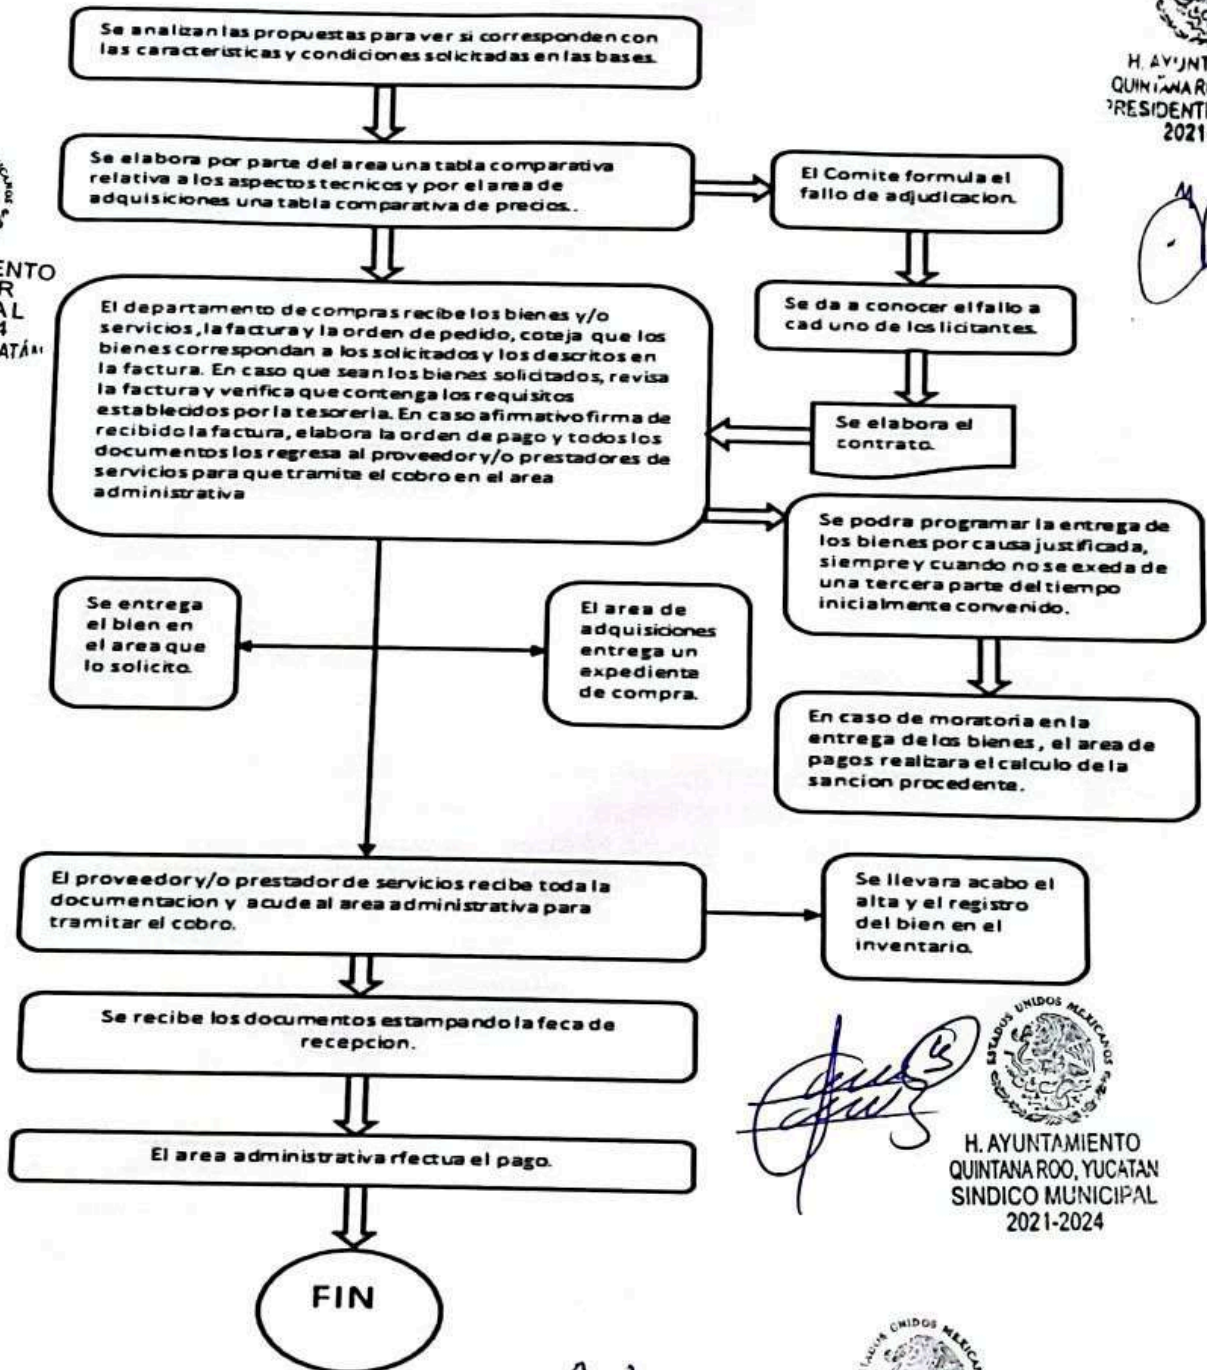 Se analizan las propuestas para ver si corresponden con
las caracteristicas y condiciones solicitadas en las bases.
H. AYUNT
QUINTANA R
PRESIDENT
2021
Se elabora por parte del area una tabla comparativa
relativa a los aspectos tecnicos y por el area de
adquisiciones una tabla comparativa de precios..
El Comite formula el
fallo de adjudicacion.
ENTO
R
AL
4
ATÁN
El departamento de compras recibe los bienes y/o
servicios, la factura y la orden de pedido, coteja que los
bienes correspondan a los solicitados y los descritos en
la factura. En caso que sean los bienes solicitados, revisa
la factura y verifica que contenga los requisitos
establecidos por la tesoreria. En caso afirmativo firma de
recibido la factura, elabora la orden de pago y todos los
documentos los regresa al proveedor y/o prestadores de
servicios para que tramite el cobro en el area
administrativa
Se da a conocer el fallo a
cad uno de los licitantes.
Se elabora el
contrato.
Se podra programar la entrega de
los bienes por causa justificada,
siempre y cuando no se exeda de
una tercera parte del tiempo
inicialmente convenido.
Se entrega
el bien en
el area que
lo solicito.
El area de
adquisiciones
entrega un
expediente
de compra.
En caso de moratoria en la
entrega de los bienes, el area de
pagos realizara el calculo de la
sancion procedente.
El proveedor y/o prestador de servicios recibe toda la
documentacion y acude al area administrativa para
tramitar el cobro.
Se llevara acabo el
alta y el registro
del bien en el
inventario.
Se recibe los documentos estampando la feca de
recepcion.
El area administrativa rfectua el pago.
FIN
ESTADOS UNIDOS MEXICANOS
H. AYUNTAMIENTO
QUINTANA ROO, YUCATAN
SINDICO MUNICIPAL
2021-2024
UNIDOS